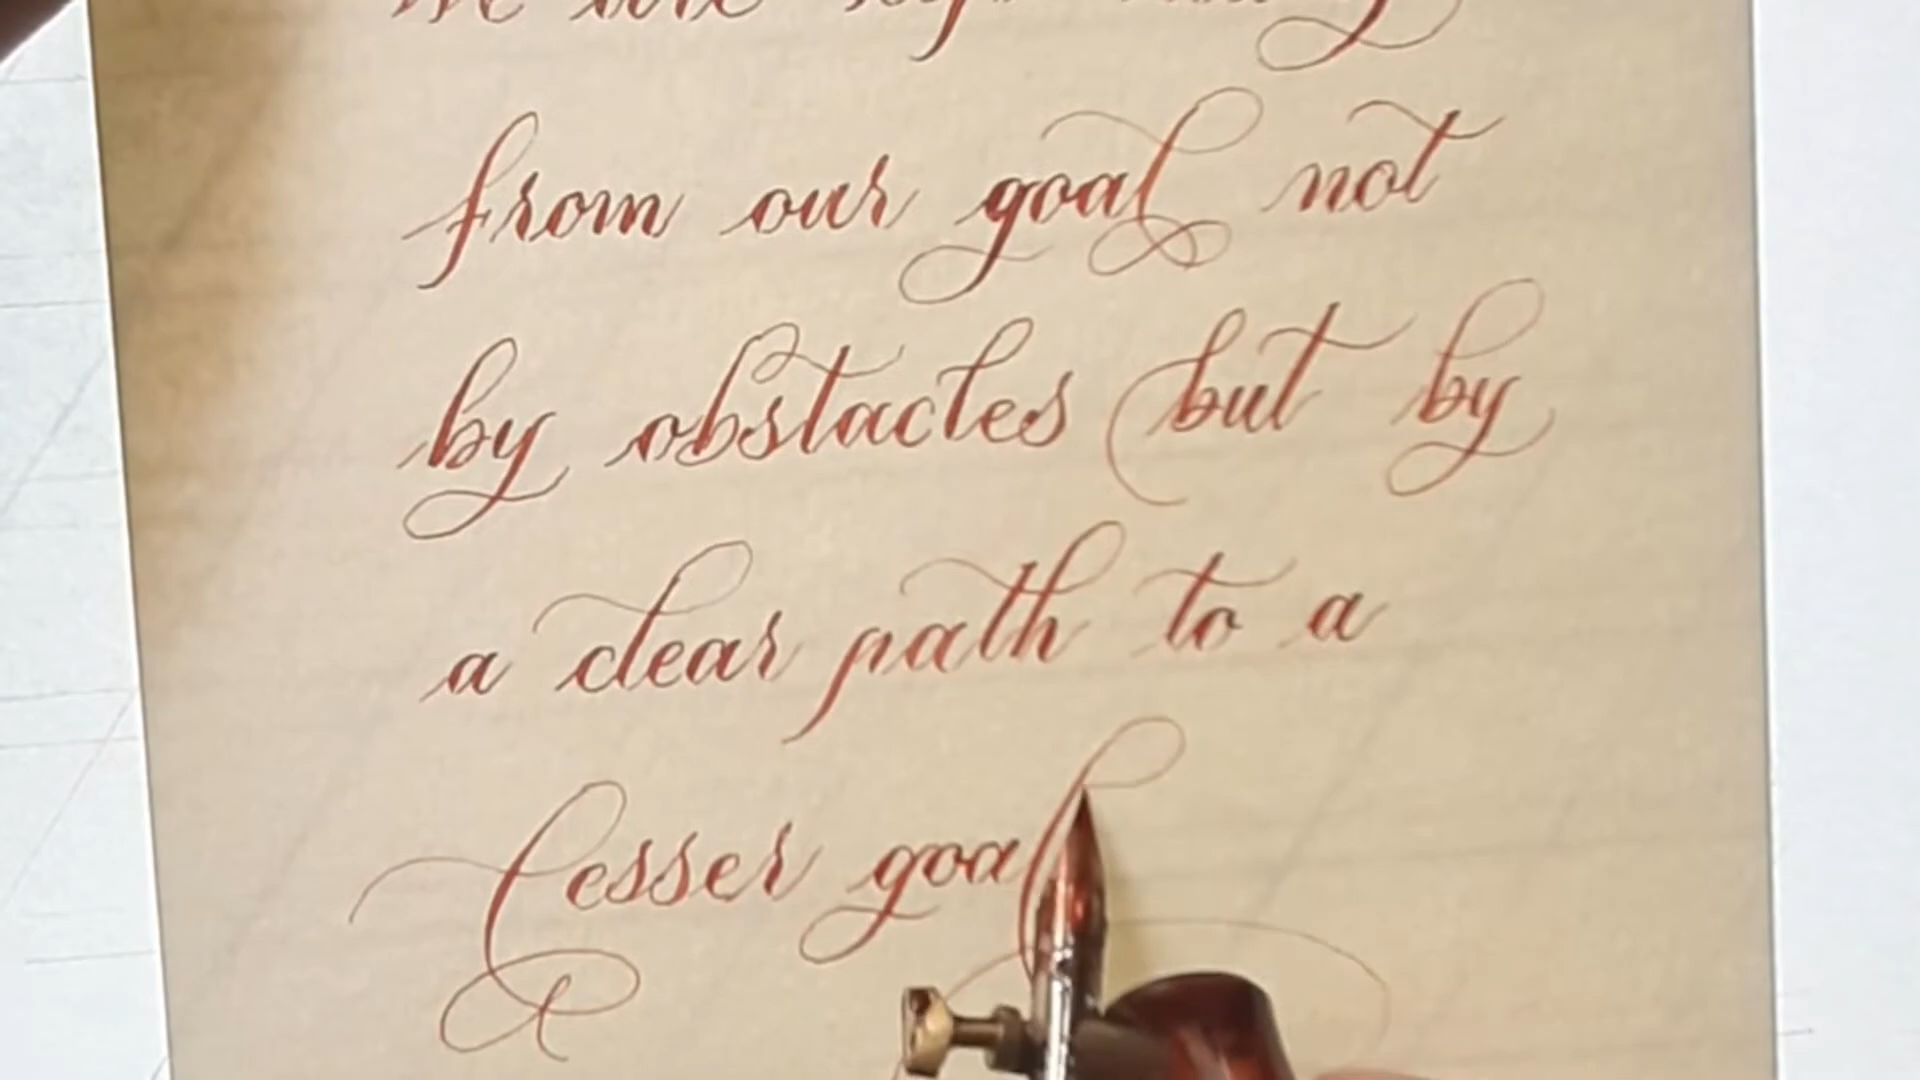 from our goal not
by obstacles but by
a clear path to a
lesser goal